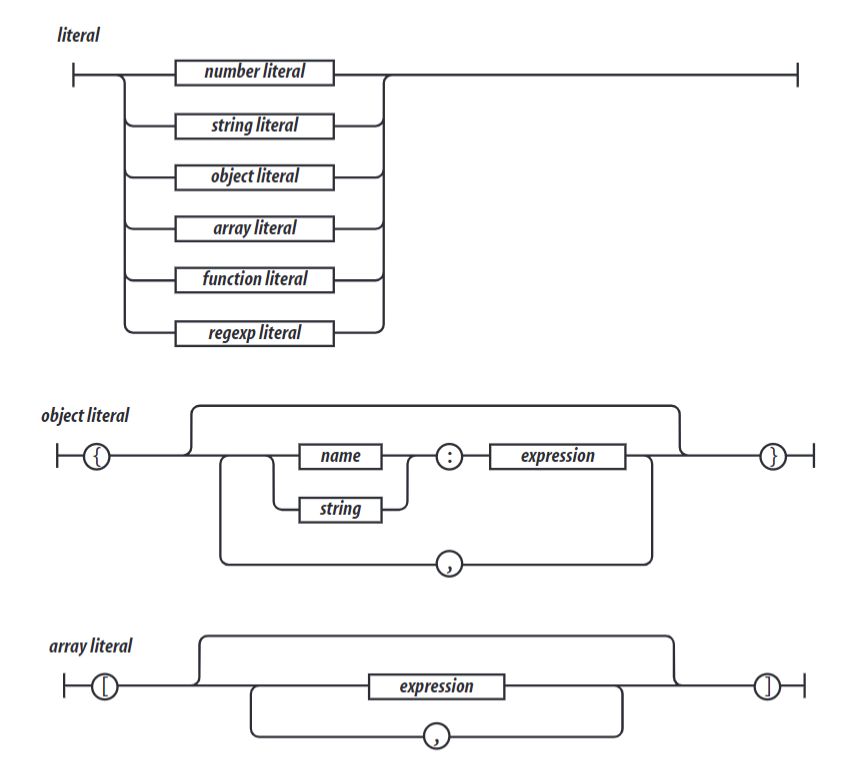 literal
number literal
string literal
object literal
array literal
function literal
regexp literal
object literal
{ name : expression }
string
,
array literal
[ expression ]
,